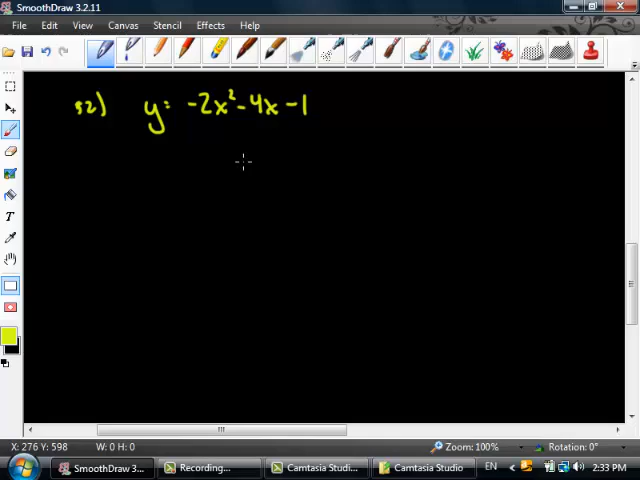 SmoothDraw 3.2.11
File Edit View Canvas Stencil Effects Help
52) y= -2x²-4x-1
X: 276 Y: 598 W: 0 H: 0 Zoom: 100% Rotation: 0°
SmoothDraw 3.... Recording... Camtasia Studi... Camtasia Studio EN 2:33 PM